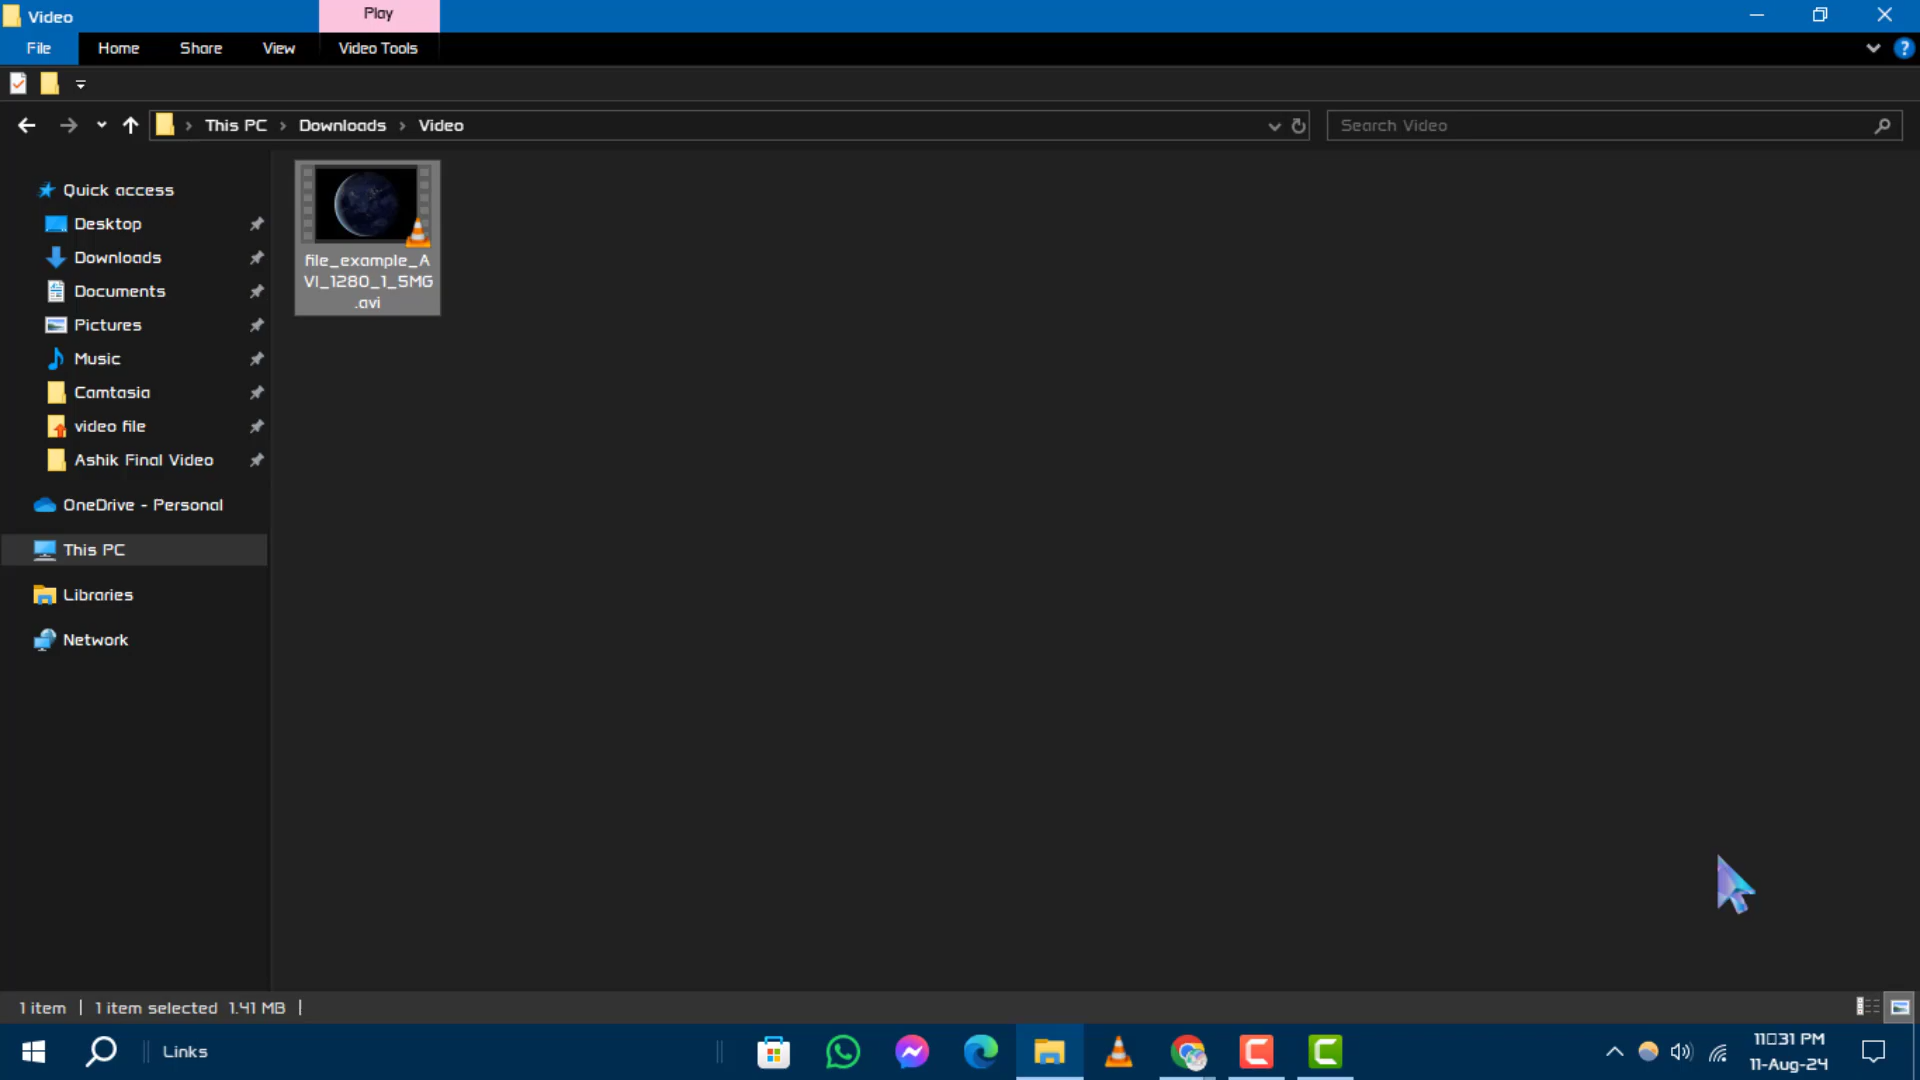 Video
Play
File
Home
Share
View
Video Tools
This PC
Downloads
Video
Search Video
Quick access
Desktop
Downloads
Documents
Pictures
Music
Camtasia
video file
Ashik Final Video
OneDrive - Personal
This PC
Libraries
Network
file_example_A
VI_1280_1_5MG
.avi
1 item
1 item selected 1.41 MB
Links
11□31 PM
11-Aug-24